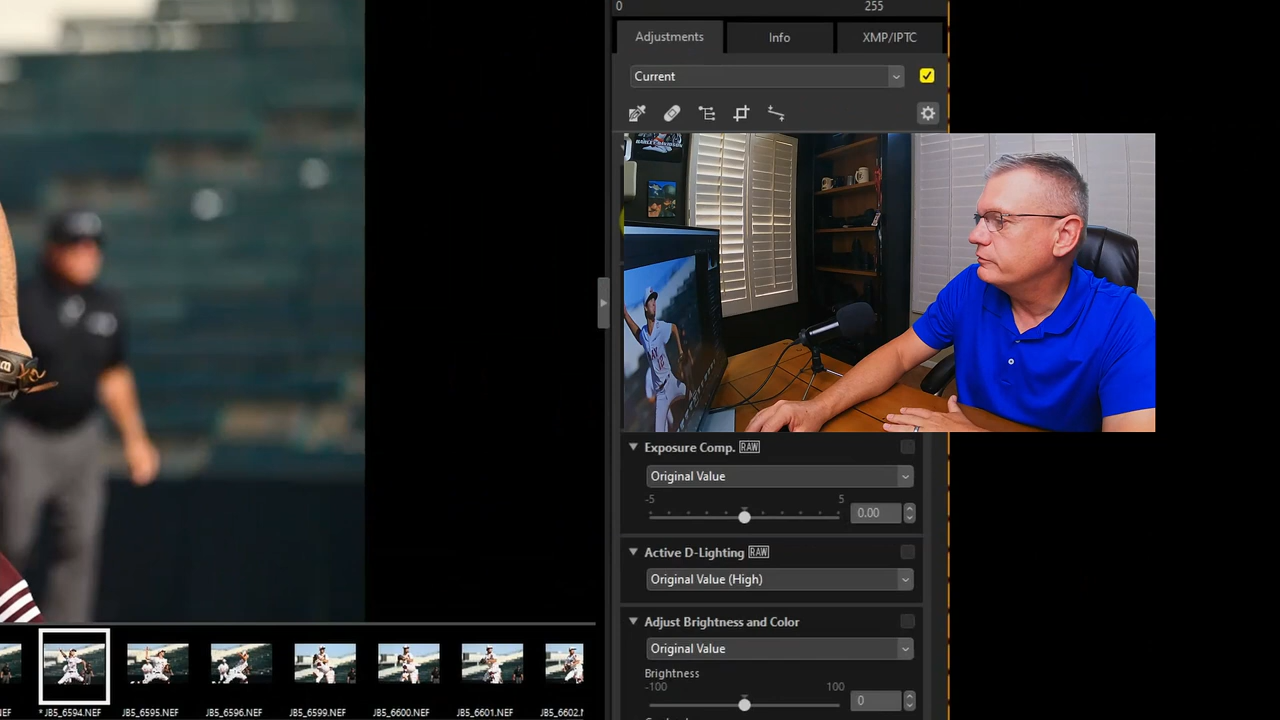 0 255
Adjustments Info XMP/IPTC
Current
Exposure Comp. RAW
Original Value
-5 5
0.00
Active D-Lighting RAW
Original Value (High)
Adjust Brightness and Color
Original Value
Brightness
-100 100
0
* JB5_6594.NEF JB5_6595.NEF JB5_6596.NEF JB5_6599.NEF JB5_6600.NEF JB5_6601.NEF JB5_6602.N